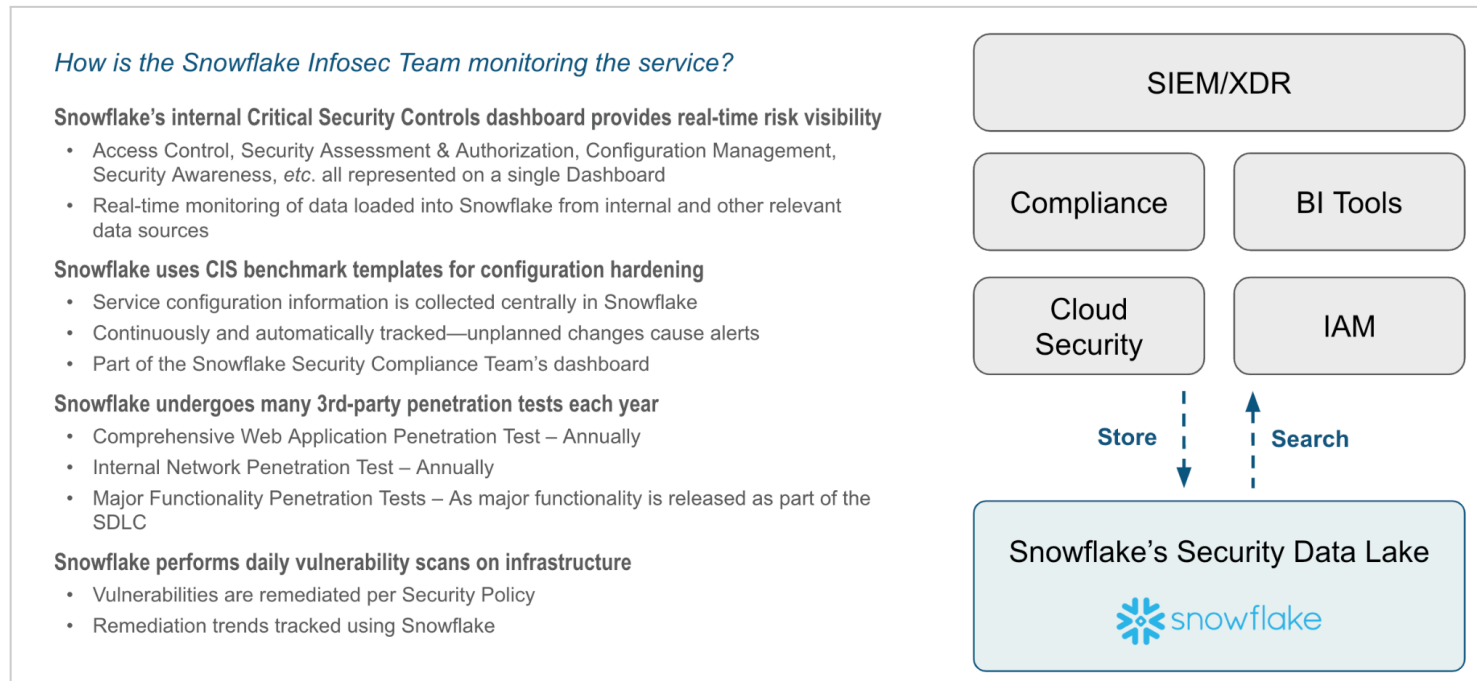 How is the Snowflake Infosec Team monitoring the service?
Snowflake's internal Critical Security Controls dashboard provides real-time risk visibility
• Access Control, Security Assessment & Authorization, Configuration Management,
Security Awareness, etc. all represented on a single Dashboard
• Real-time monitoring of data loaded into Snowflake from internal and other relevant
data sources
Snowflake uses CIS benchmark templates for configuration hardening
• Service configuration information is collected centrally in Snowflake
• Continuously and automatically tracked—unplanned changes cause alerts
• Part of the Snowflake Security Compliance Team's dashboard
Snowflake undergoes many 3rd-party penetration tests each year
• Comprehensive Web Application Penetration Test – Annually
• Internal Network Penetration Test – Annually
• Major Functionality Penetration Tests – As major functionality is released as part of the
SDLC
Snowflake performs daily vulnerability scans on infrastructure
• Vulnerabilities are remediated per Security Policy
• Remediation trends tracked using Snowflake
SIEM/XDR
Compliance
BI Tools
Cloud
Security
IAM
Store
Search
Snowflake's Security Data Lake
snowflake